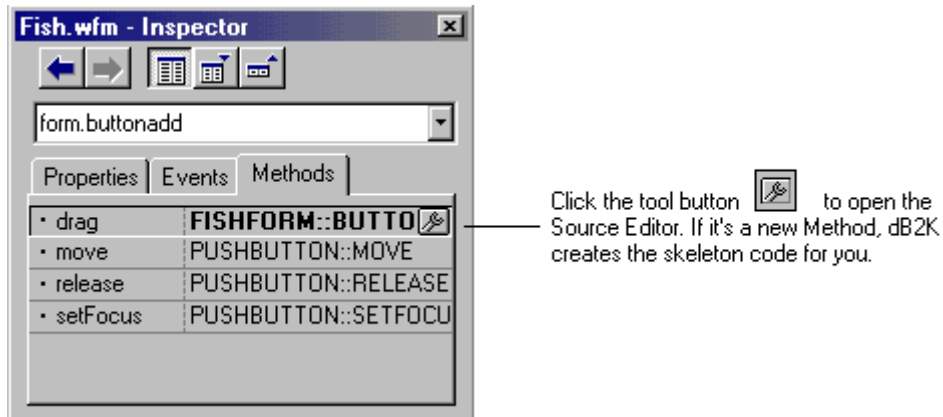 Fish.wfm - Inspector
form.buttonadd
Properties Events Methods
· drag FISHFORM::BUTTO
· move PUSHBUTTON::MOVE
· release PUSHBUTTON::RELEASE
· setFocus PUSHBUTTON::SETFOCU
Click the tool button to open the
Source Editor. If it's a new Method, dB2K
creates the skeleton code for you.